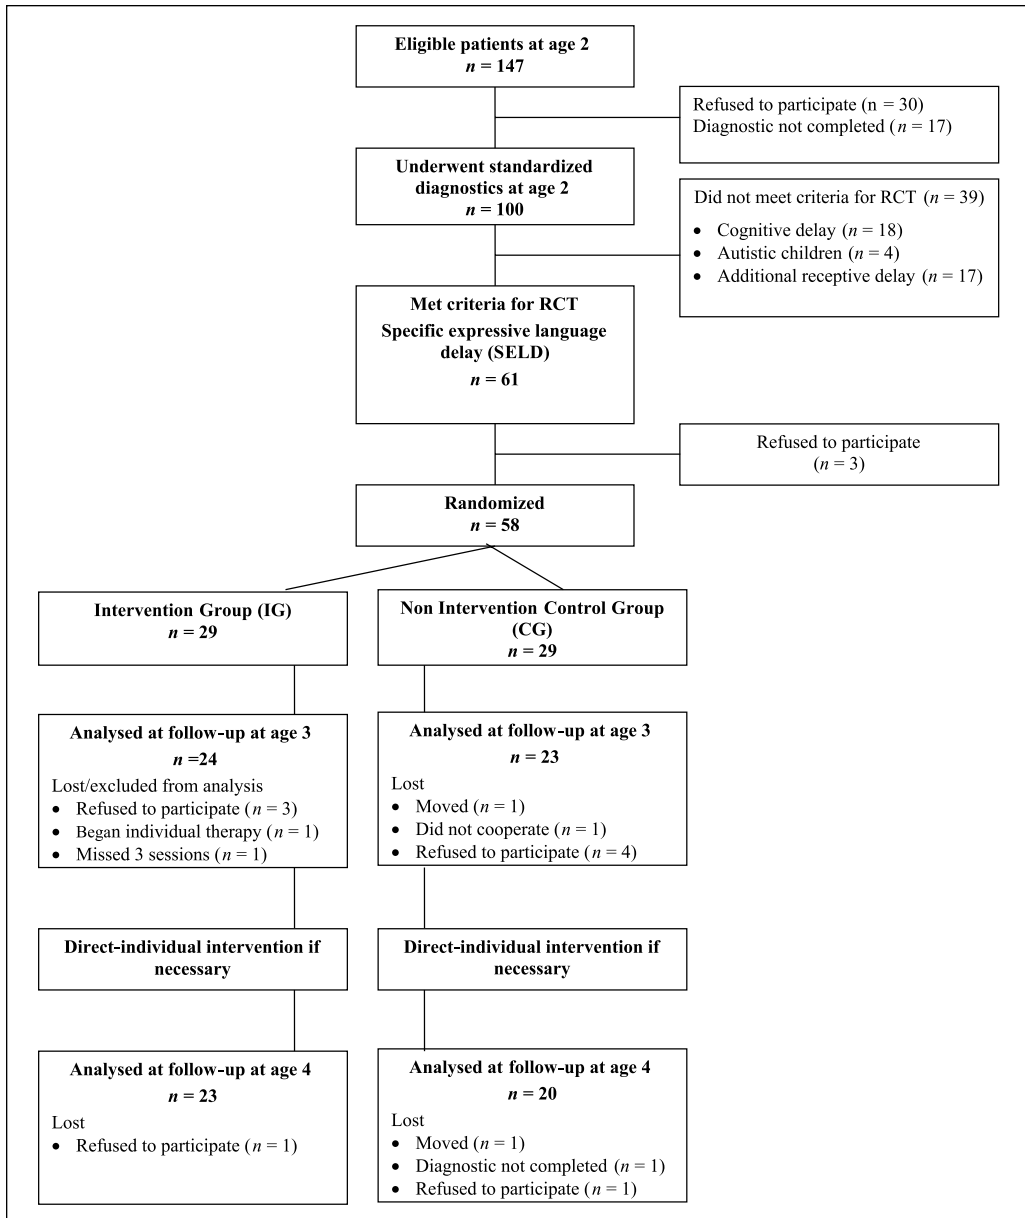 Eligible patients at age 2
n = 147
Refused to participate (n = 30)
Diagnostic not completed (n = 17)
Underwent standardized
diagnostics at age 2
n = 100
Did not meet criteria for RCT (n = 39)
• Cognitive delay (n = 18)
• Autistic children (n = 4)
• Additional receptive delay (n = 17)
Met criteria for RCT
Specific expressive language
delay (SELD)
n = 61
Refused to participate
(n = 3)
Randomized
n = 58
Intervention Group (IG)
n = 29
Non Intervention Control Group
(CG)
n = 29
Analysed at follow-up at age 3
n =24
Lost/excluded from analysis
• Refused to participate (n = 3)
• Began individual therapy (n = 1)
• Missed 3 sessions (n = 1)
Analysed at follow-up at age 3
n = 23
Lost
• Moved (n = 1)
• Did not cooperate (n = 1)
• Refused to participate (n = 4)
Direct-individual intervention if
necessary
Direct-individual intervention if
necessary
Analysed at follow-up at age 4
n = 23
Lost
• Refused to participate (n = 1)
Analysed at follow-up at age 4
n = 20
Lost
• Moved (n = 1)
• Diagnostic not completed (n = 1)
• Refused to participate (n = 1)